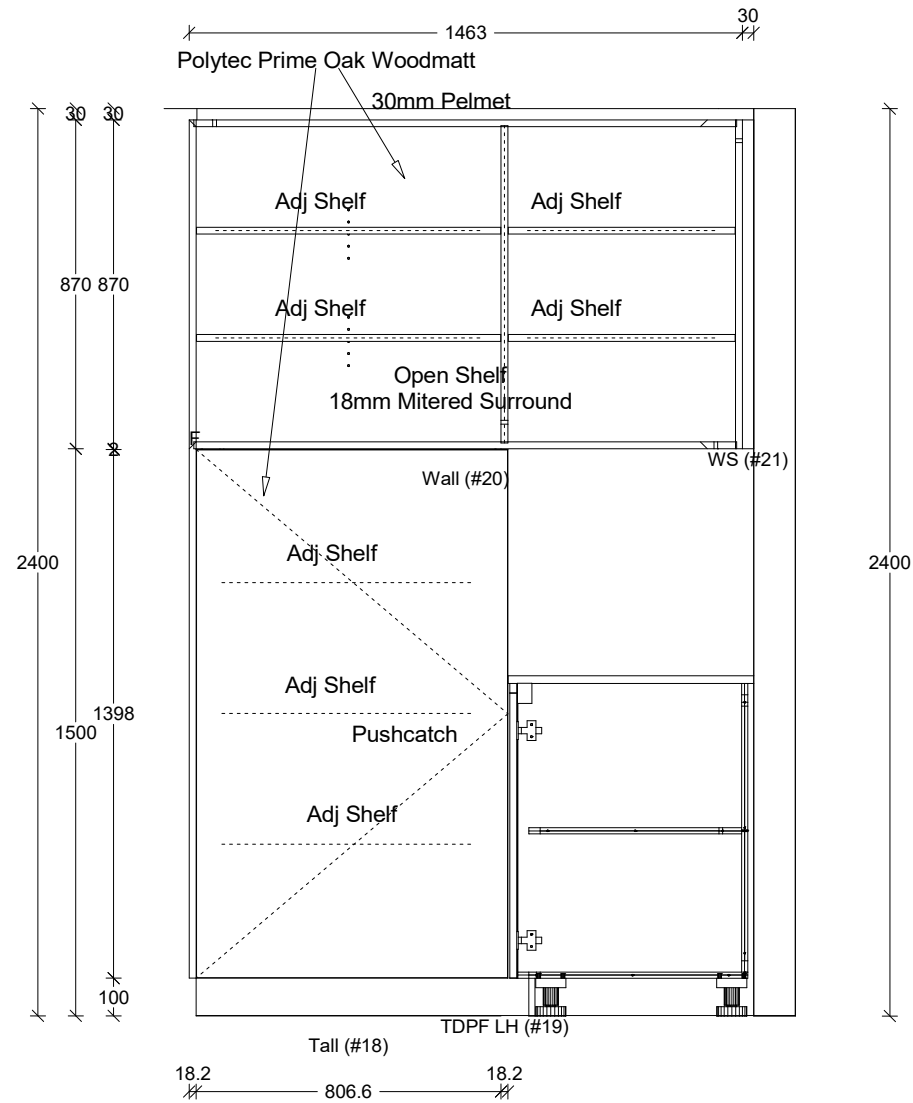 1463
30
Polytec Prime Oak Woodmatt
30mm Pelmet
30
30
Adj Shelf
Adj Shelf
870
870
Adj Shelf
Adj Shelf
Open Shelf
18mm Mitered Surround
F
2
WS (#21)
Wall (#20)
Adj Shelf
2400
2400
Adj Shelf
1398
1500
Pushcatch
Adj Shelf
100
TDPF LH (#19)
Tall (#18)
18.2
18.2
806.6